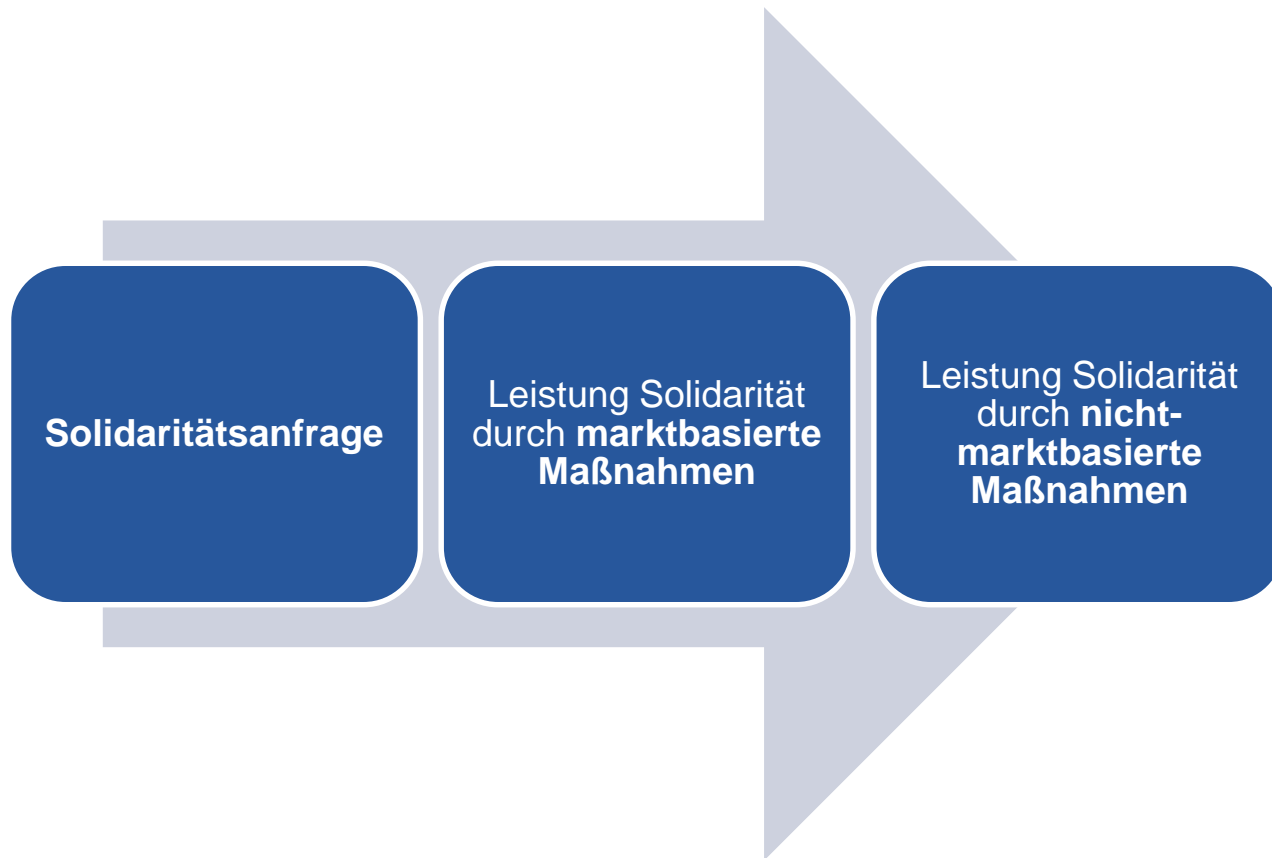 Solidaritätsanfrage
Leistung Solidarität
durch marktbasierte
Maßnahmen
Leistung Solidarität
durch nicht-
marktbasierte
Maßnahmen